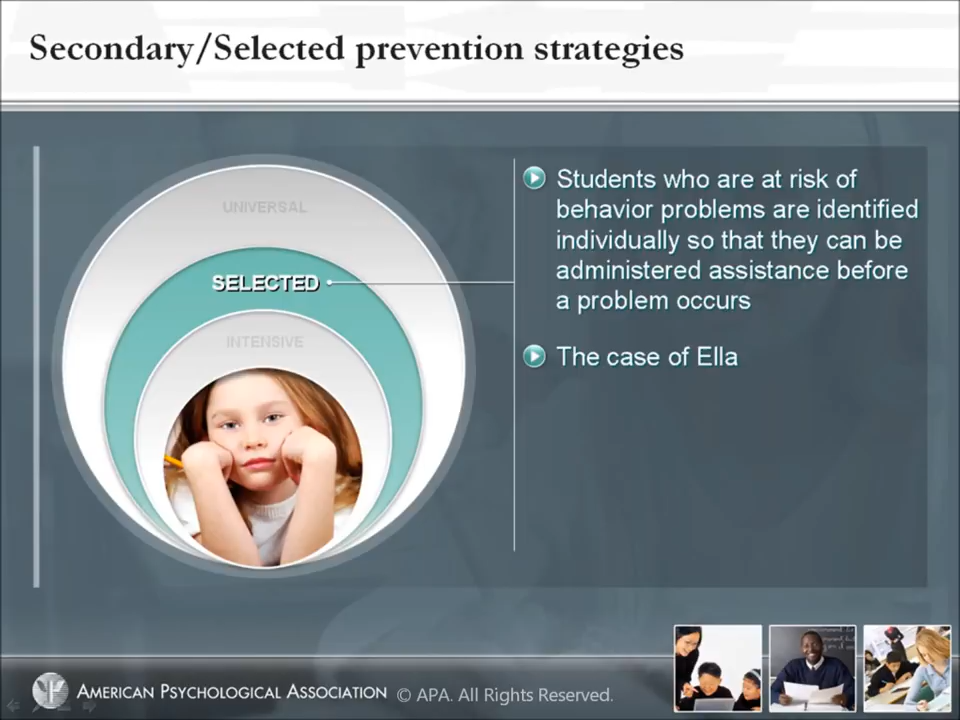 Secondary/Selected prevention strategies
UNIVERSAL
SELECTED
INTENSIVE
Students who are at risk of
behavior problems are identified
individually so that they can be
administered assistance before
a problem occurs
The case of Ella
AMERICAN PSYCHOLOGICAL ASSOCIATION © APA. All Rights Reserved.